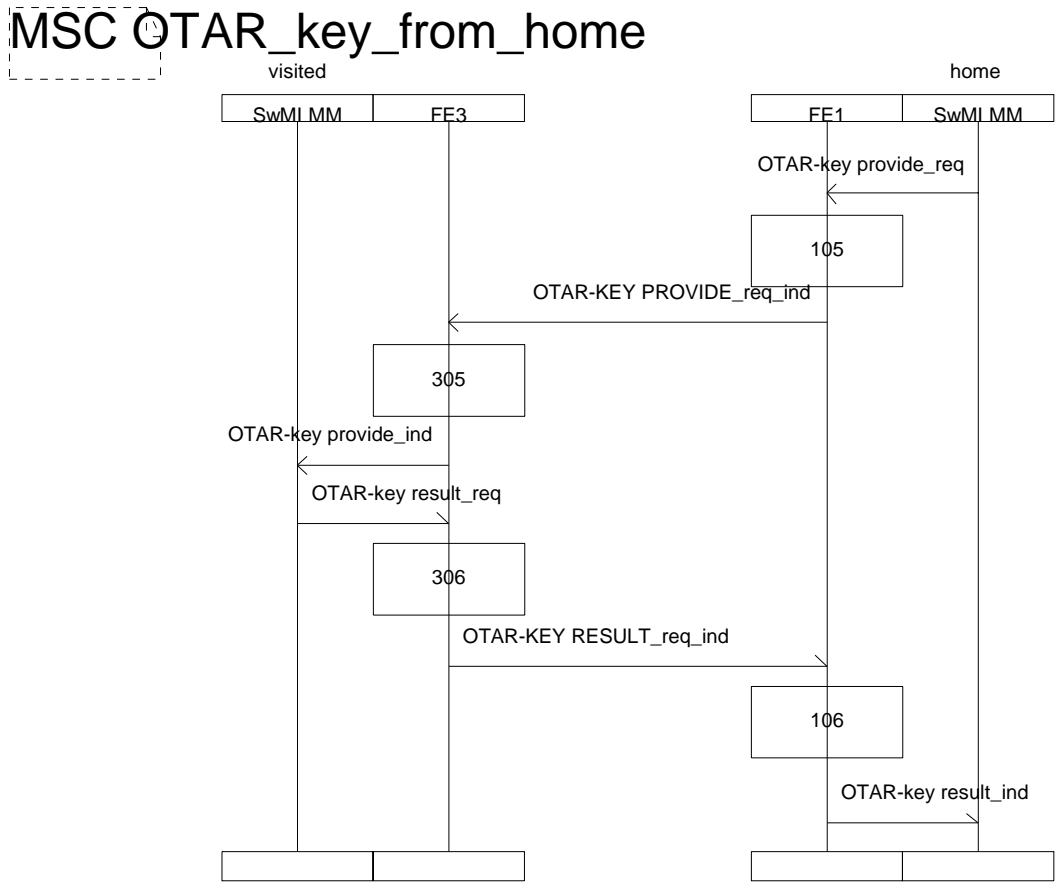 MSC OTAR_key_from_home
visited
home
SwMI MM
FE3
FE1
SwMI MM
OTAR-key provide_req
105
OTAR-KEY PROVIDE_req_ind
305
OTAR-key provide_ind
OTAR-key result_req
306
OTAR-KEY RESULT_req_ind
106
OTAR-key result_ind